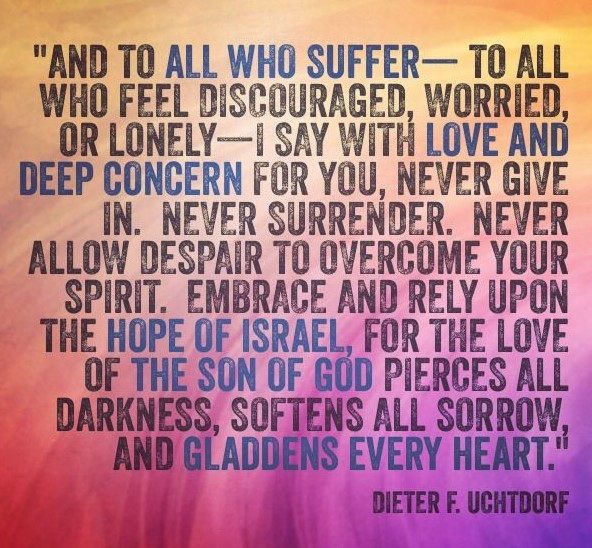 "AND TO ALL WHO SUFFER— TO ALL
WHO FEEL DISCOURAGED, WORRIED,
OR LONELY—I SAY WITH LOVE AND
DEEP CONCERN FOR YOU, NEVER GIVE
IN. NEVER SURRENDER. NEVER
ALLOW DESPAIR TO OVERCOME YOUR
SPIRIT. EMBRACE AND RELY UPON
THE HOPE OF ISRAEL, FOR THE LOVE
OF THE SON OF GOD PIERCES ALL
DARKNESS, SOFTENS ALL SORROW,
AND GLADDENS EVERY HEART."
DIETER F. UCHTDORF